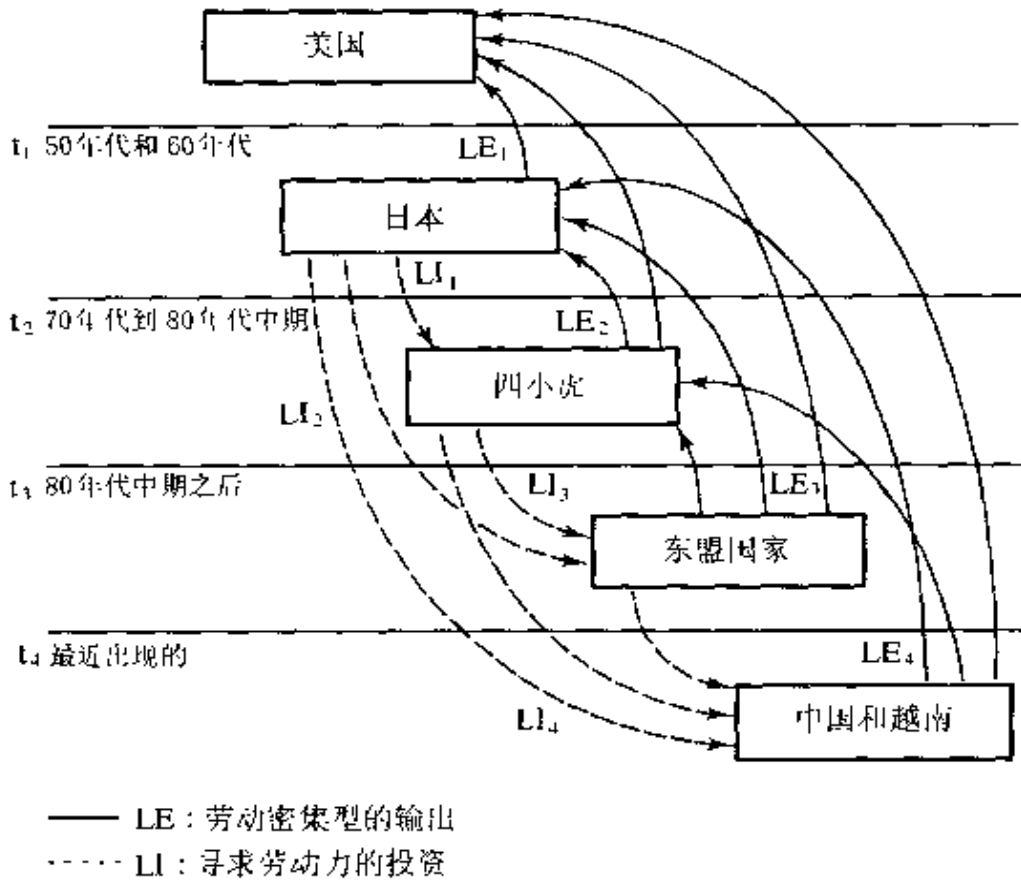 美国
t₁ 50年代和60年代
LE₁
日本
LI₁
t₂ 70年代到80年代中期
LE₂
四小虎
LI₂
t₃ 80年代中期之后
LI₃
LE₃
东盟国家
t₄ 最近出现的
LE₄
LI₄
中国和越南
LE：劳动密集型的输出
LI：寻求劳动力的投资